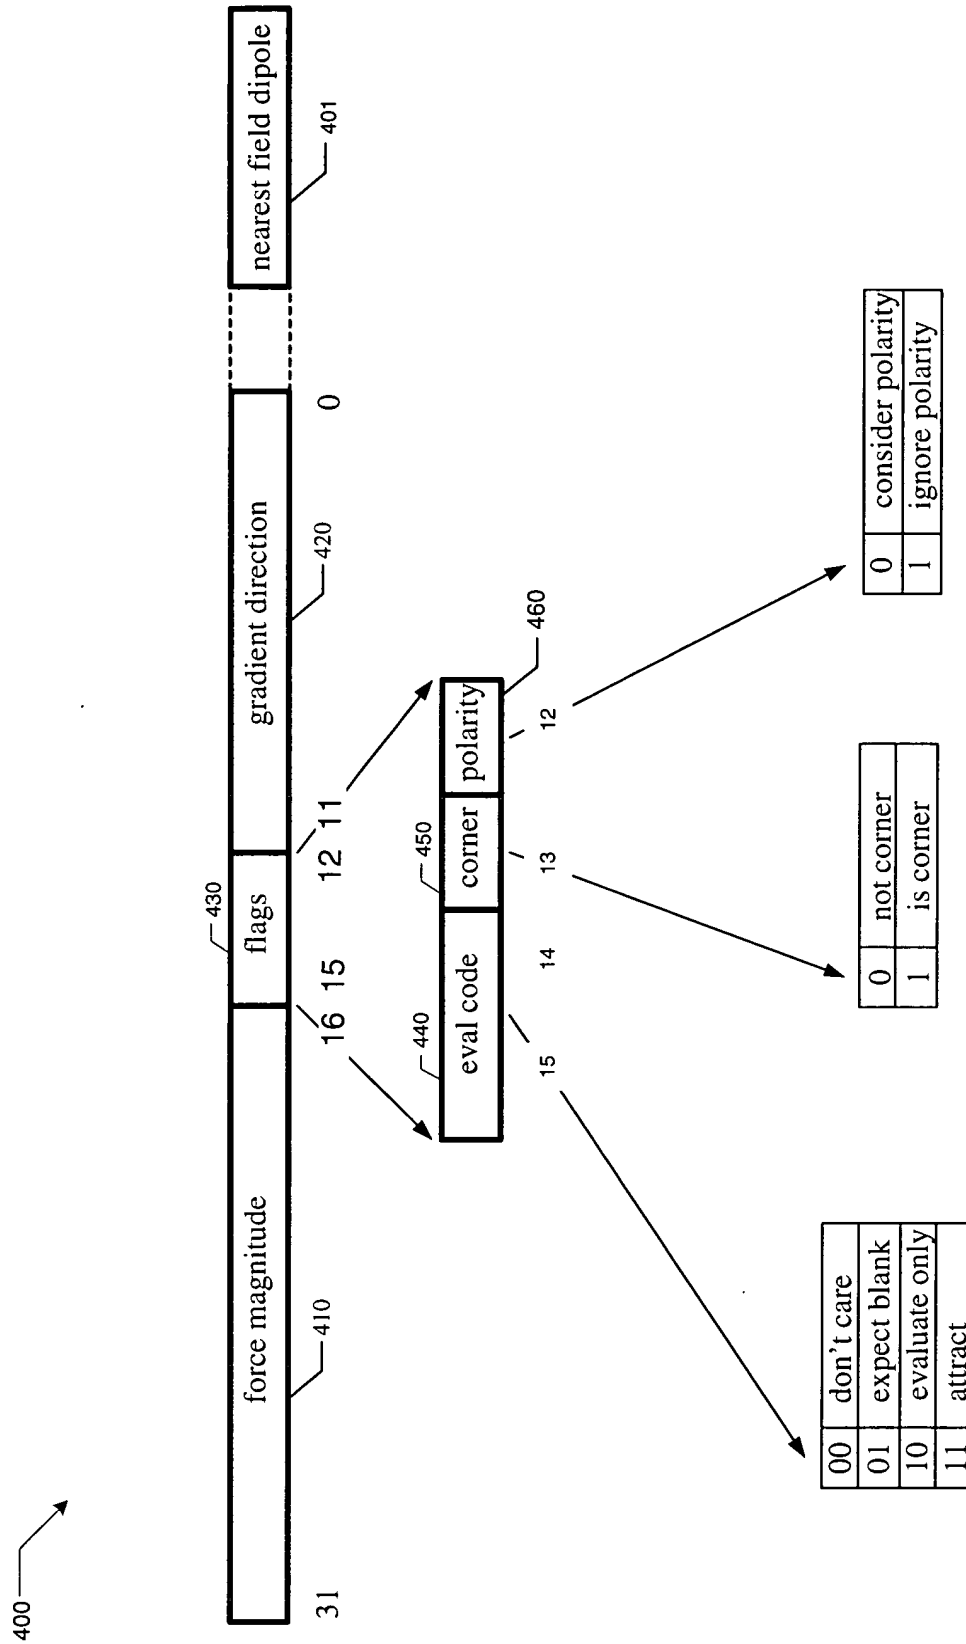 400
430
force magnitude flags gradient direction nearest field dipole
31 16 15 12 11 0
410 420 401
440 450
eval code corner polarity
460
15 14 13 12
00 don't care
01 expect blank
10 evaluate only
11 attract
0 not corner
1 is corner
0 consider polarity
1 ignore polarity